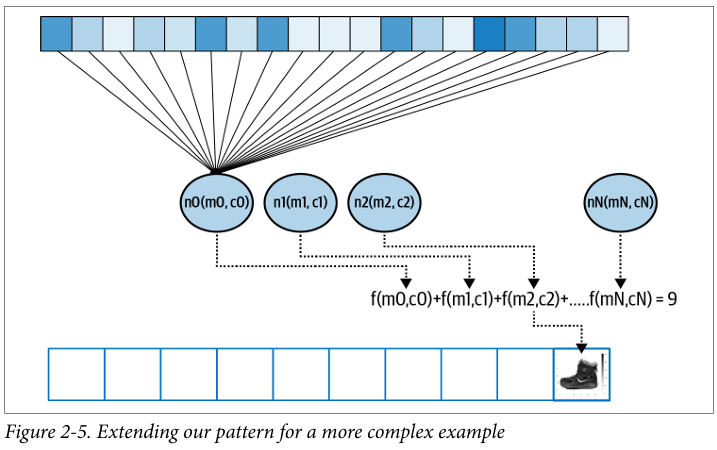 n0(m0, c0) n1(m1, c1) n2(m2, c2) nN(mN, cN)
f(m0,c0)+f(m1,c1)+f(m2,c2)+.....f(mN,cN) = 9
Figure 2-5. Extending our pattern for a more complex example